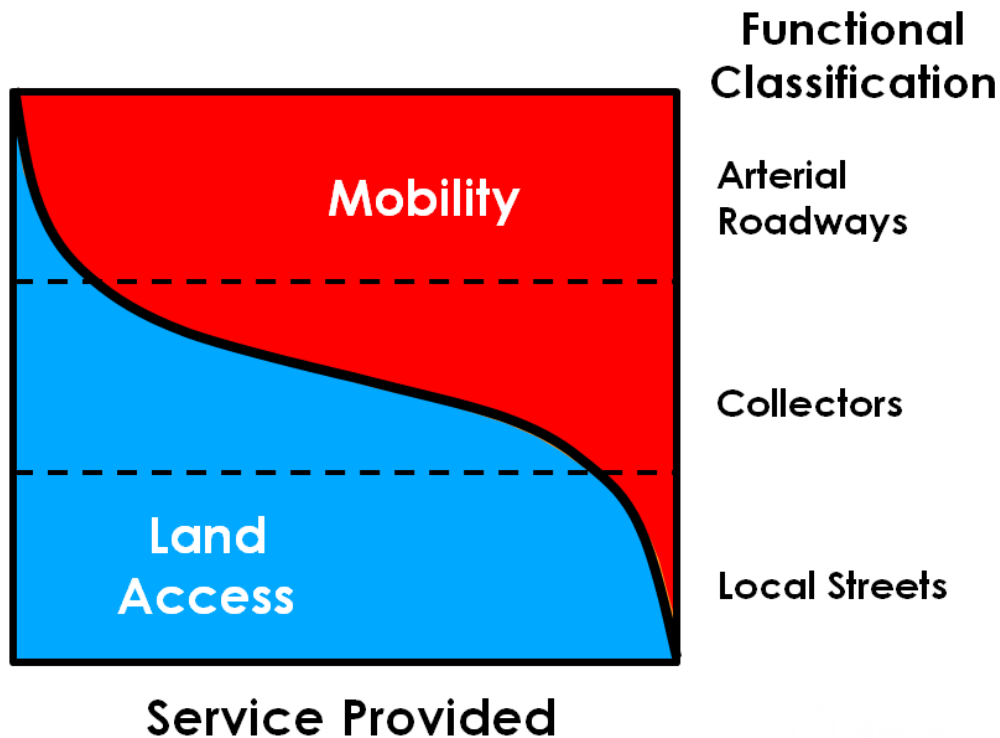 Functional
Classification
Mobility
Arterial
Roadways
Collectors
Land
Access
Local Streets
Service Provided